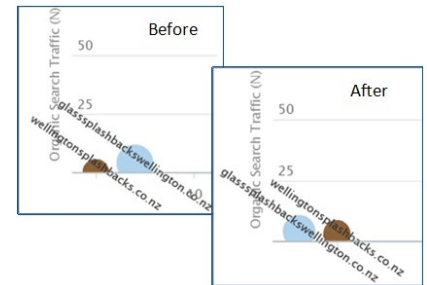 Before
Organic Search Traffic (N)
50
25
glasssplashbackswellington.co.nz
wellingtonsplashbacks.co.nz
After
Organic Search Traffic (N)
50
25
wellingtonsplashbacks.co.nz
glasssplashbackswellington.co.nz